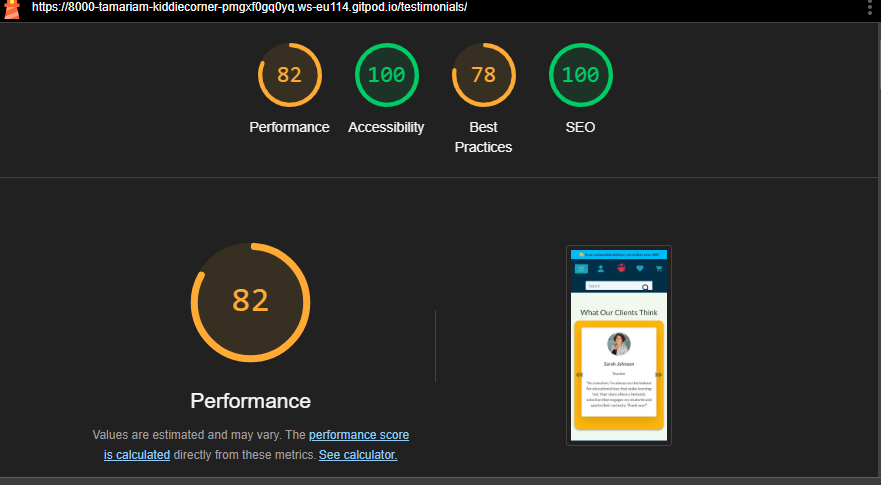 https://8000-tamariam-kiddiecorner-pmgxf0gq0yq.ws-eu114.gitpod.io/testimonials/
82
100
78
100
Performance
Accessibility
Best
Practices
SEO
82
Performance
Values are estimated and may vary. The performance score
is calculated directly from these metrics. See calculator.
Search
What Our Clients Think
Sarah Johnson
Teacher